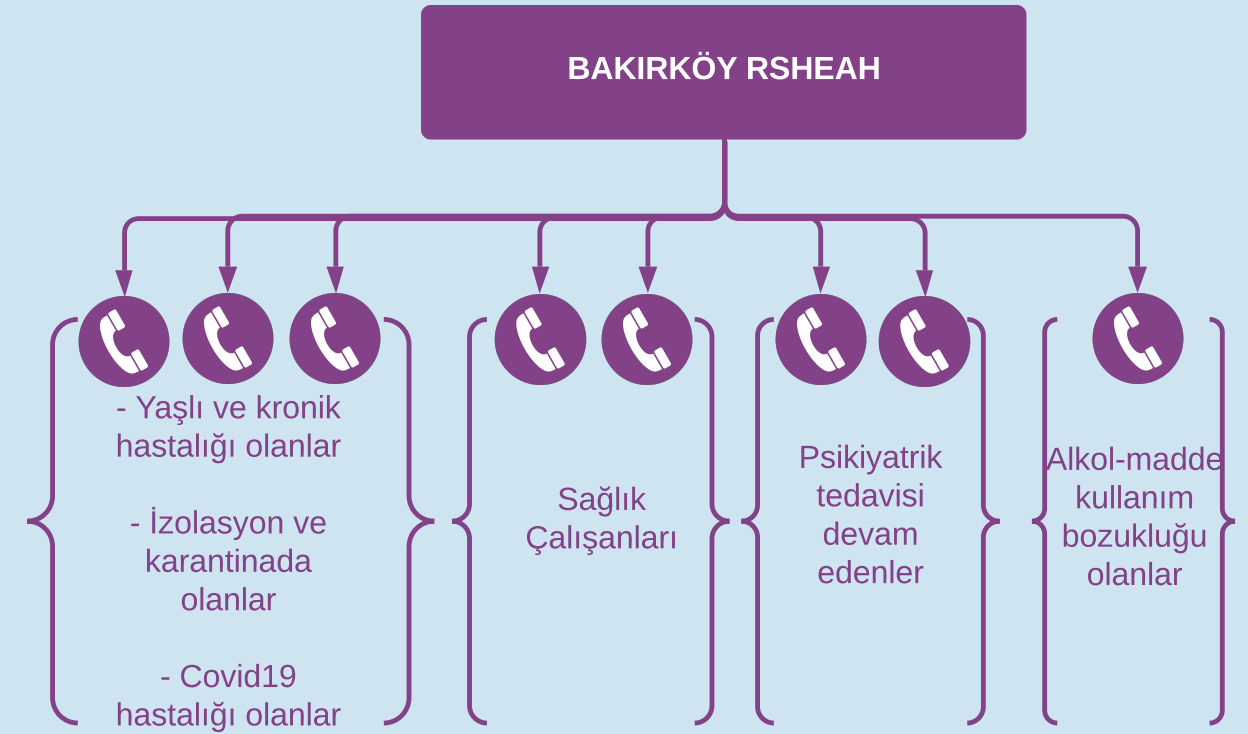 BAKIRKÖY RSHEAH
- Yaşlı ve kronik
hastalığı olanlar
- İzolasyon ve
karantinada
olanlar
- Covid19
hastalığı olanlar
Sağlık
Çalışanları
Psikiyatrik
tedavisi
devam
edenler
Alkol-madde
kullanım
bozukluğu
olanlar